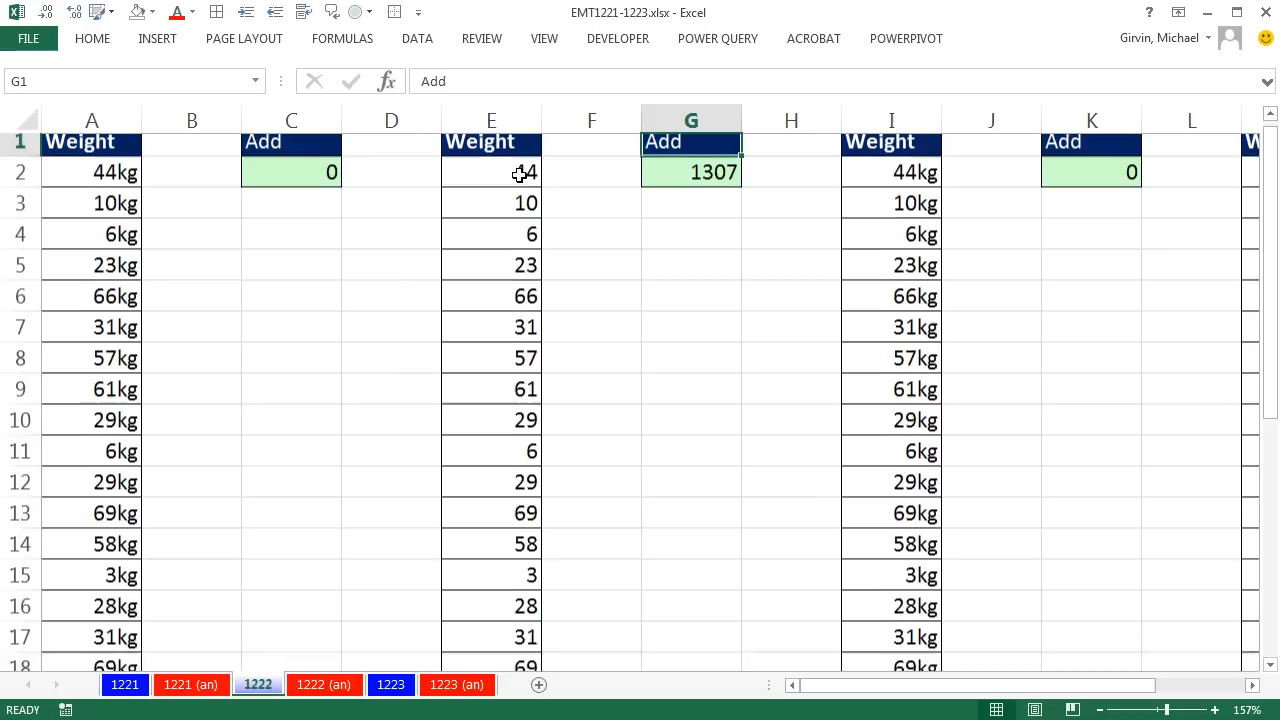 EMT1221-1223.xlsx - Excel
FILE HOME INSERT PAGE LAYOUT FORMULAS DATA REVIEW VIEW DEVELOPER POWER QUERY ACROBAT POWERPIVOT Girvin, Michael
G1 fx Add
A B C D E F G H I J K L
1 Weight Add Weight Add Weight Add W
2 44kg 0 44 1307 44kg 0
3 10kg 10 10kg
4 6kg 6 6kg
5 23kg 23 23kg
6 66kg 66 66kg
7 31kg 31 31kg
8 57kg 57 57kg
9 61kg 61 61kg
10 29kg 29 29kg
11 6kg 6 6kg
12 29kg 29 29kg
13 69kg 69 69kg
14 58kg 58 58kg
15 3kg 3 3kg
16 28kg 28 28kg
17 31kg 31 31kg
18 69kg 69 69kg
1221 1221 (an) 1222 1222 (an) 1223 1223 (an)
READY 157%